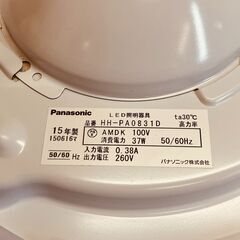 Panasonic LED照明器具 ta30℃
15年製 品番 HH-PA0831D 高力率
150616Y AMDK 100V
消費電力 37W 50/60Hz
入力電流 0.38A
50/60 Hz 出力電圧 260V
パナソニック株式会社